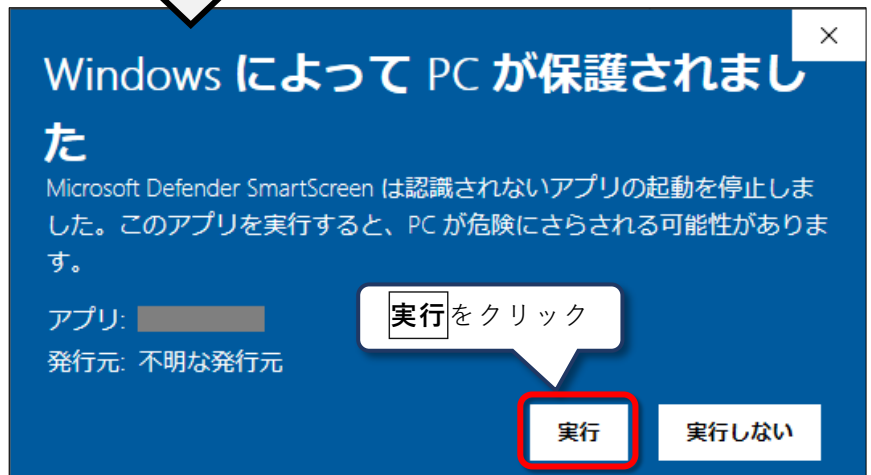 Windows によって PC が保護されまし
た
Microsoft Defender SmartScreen は認識されないアプリの起動を停止しま
した。このアプリを実行すると、PC が危険にさらされる可能性がありま
す。
アプリ:
実行をクリック
発行元: 不明な発行元
実行
実行しない